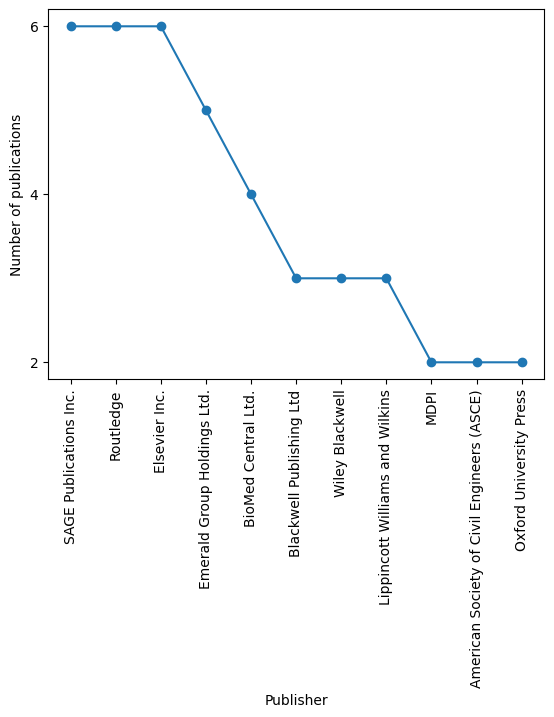 6
4
2
Number of publications
SAGE Publications Inc.
Routledge
Elsevier Inc.
Emerald Group Holdings Ltd.
BioMed Central Ltd.
Blackwell Publishing Ltd
Wiley Blackwell
Lippincott Williams and Wilkins
MDPI
American Society of Civil Engineers (ASCE)
Oxford University Press
Publisher